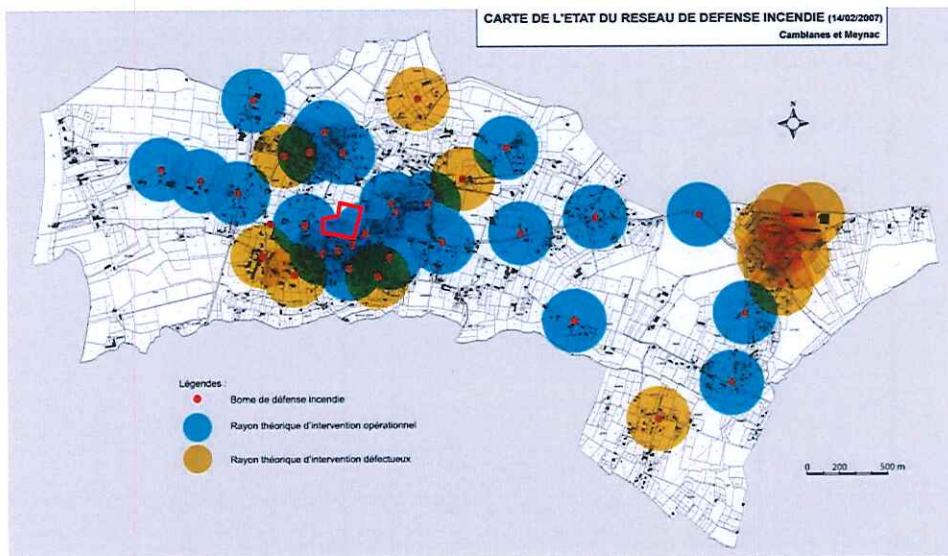 CARTE DE L'ETAT DU RESEAU DE DEFENSE INCENDIE (14/02/2007)
Camblanes et Meynac
N
Légendes :
Borne de défense incendie
Rayon théorique d'intervention opérationnel
Rayon théorique d'intervention défectueux
0 200 500 m